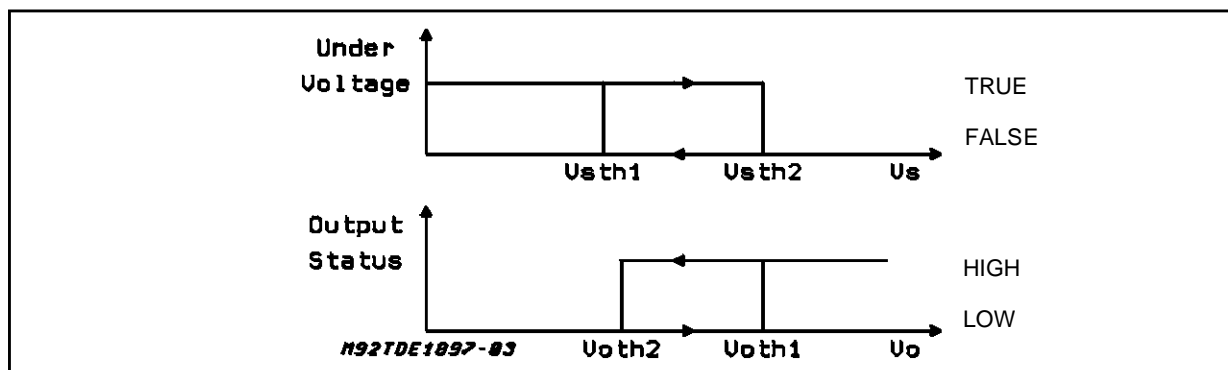 Under
Voltage
TRUE
FALSE
Vsth1
Vsth2
Vs
Output
Status
HIGH
LOW
M92TDE1897-03
Voth2
Voth1
Vo